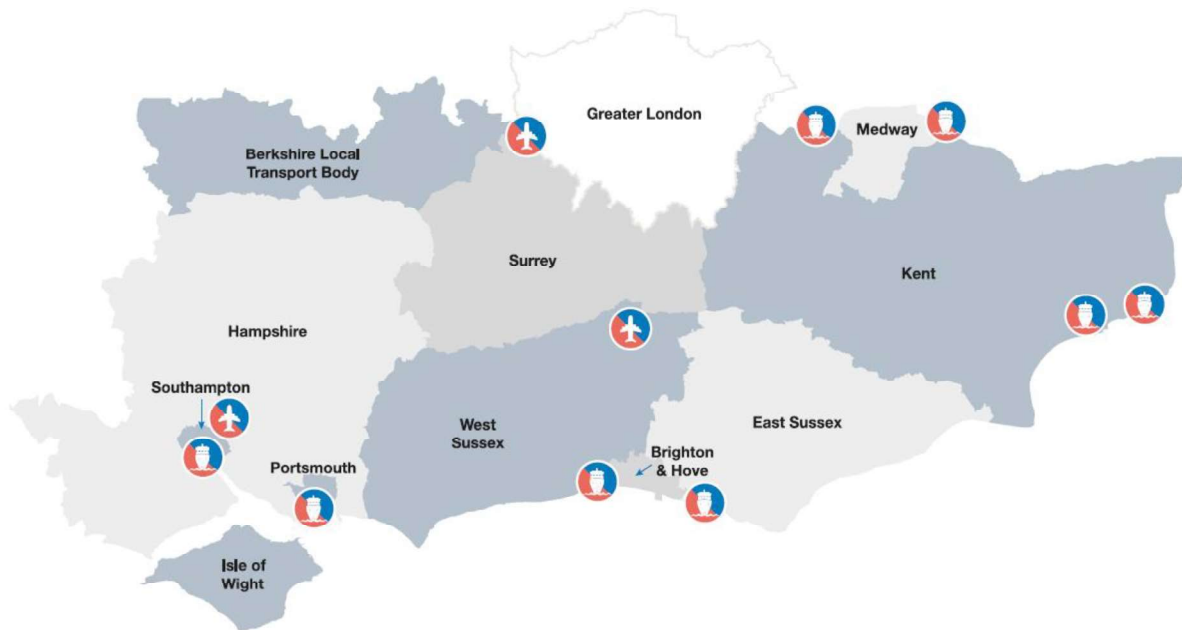 Greater London
Medway
Berkshire Local
Transport Body
Surrey
Kent
Hampshire
Southampton
West
Sussex
East Sussex
Brighton
& Hove
Portsmouth
Isle of
Wight